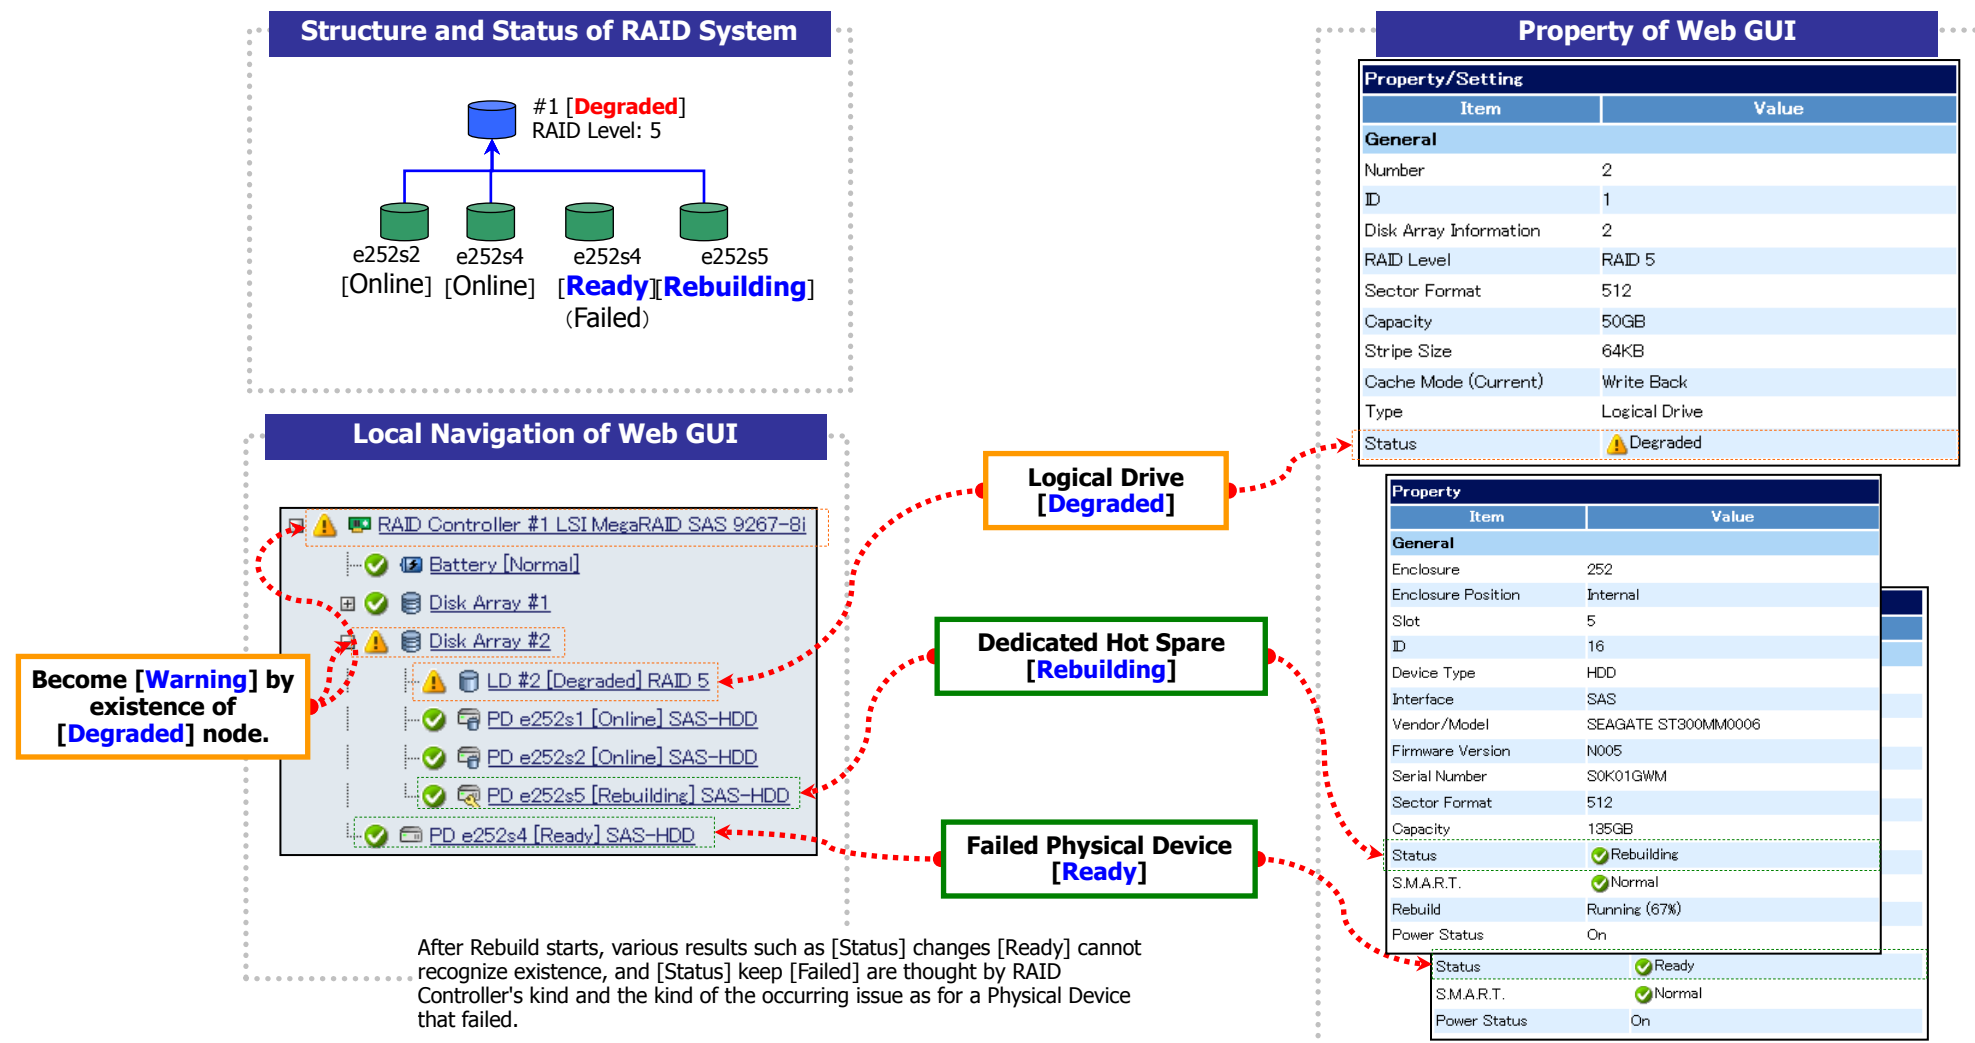 Structure and Status of RAID System
#1 [Degraded]
RAID Level: 5
e252s2
[Online]
e252s4
[Online]
e252s4
[Ready]
(Failed)
e252s5
[Rebuilding]
Local Navigation of Web GUI
RAID Controller #1 LSI MegaRAID SAS 9267-8i
Battery [Normal]
Disk Array #1
Disk Array #2
LD #2 [Degraded] RAID 5
PD e252s1 [Online] SAS-HDD
PD e252s2 [Online] SAS-HDD
PD e252s5 [Rebuilding] SAS-HDD
PD e252s4 [Ready] SAS-HDD
Become [Warning] by
existence of
[Degraded] node.
Logical Drive
[Degraded]
Dedicated Hot Spare
[Rebuilding]
Failed Physical Device
[Ready]
After Rebuild starts, various results such as [Status] changes [Ready] cannot
recognize existence, and [Status] keep [Failed] are thought by RAID
Controller's kind and the kind of the occurring issue as for a Physical Device
that failed.
Property of Web GUI
Property/Setting
Item Value
General
Number 2
ID 1
Disk Array Information 2
RAID Level RAID 5
Sector Format 512
Capacity 50GB
Stripe Size 64KB
Cache Mode (Current) Write Back
Type Logical Drive
Status Degraded
Property
Item Value
General
Enclosure 252
Enclosure Position Internal
Slot 5
ID 16
Device Type HDD
Interface SAS
Vendor/Model SEAGATE ST300MM0006
Firmware Version N005
Serial Number S0K01GWM
Sector Format 512
Capacity 135GB
Status Rebuilding
S.M.A.R.T. Normal
Rebuild Running (67%)
Power Status On
Status Ready
S.M.A.R.T. Normal
Power Status On